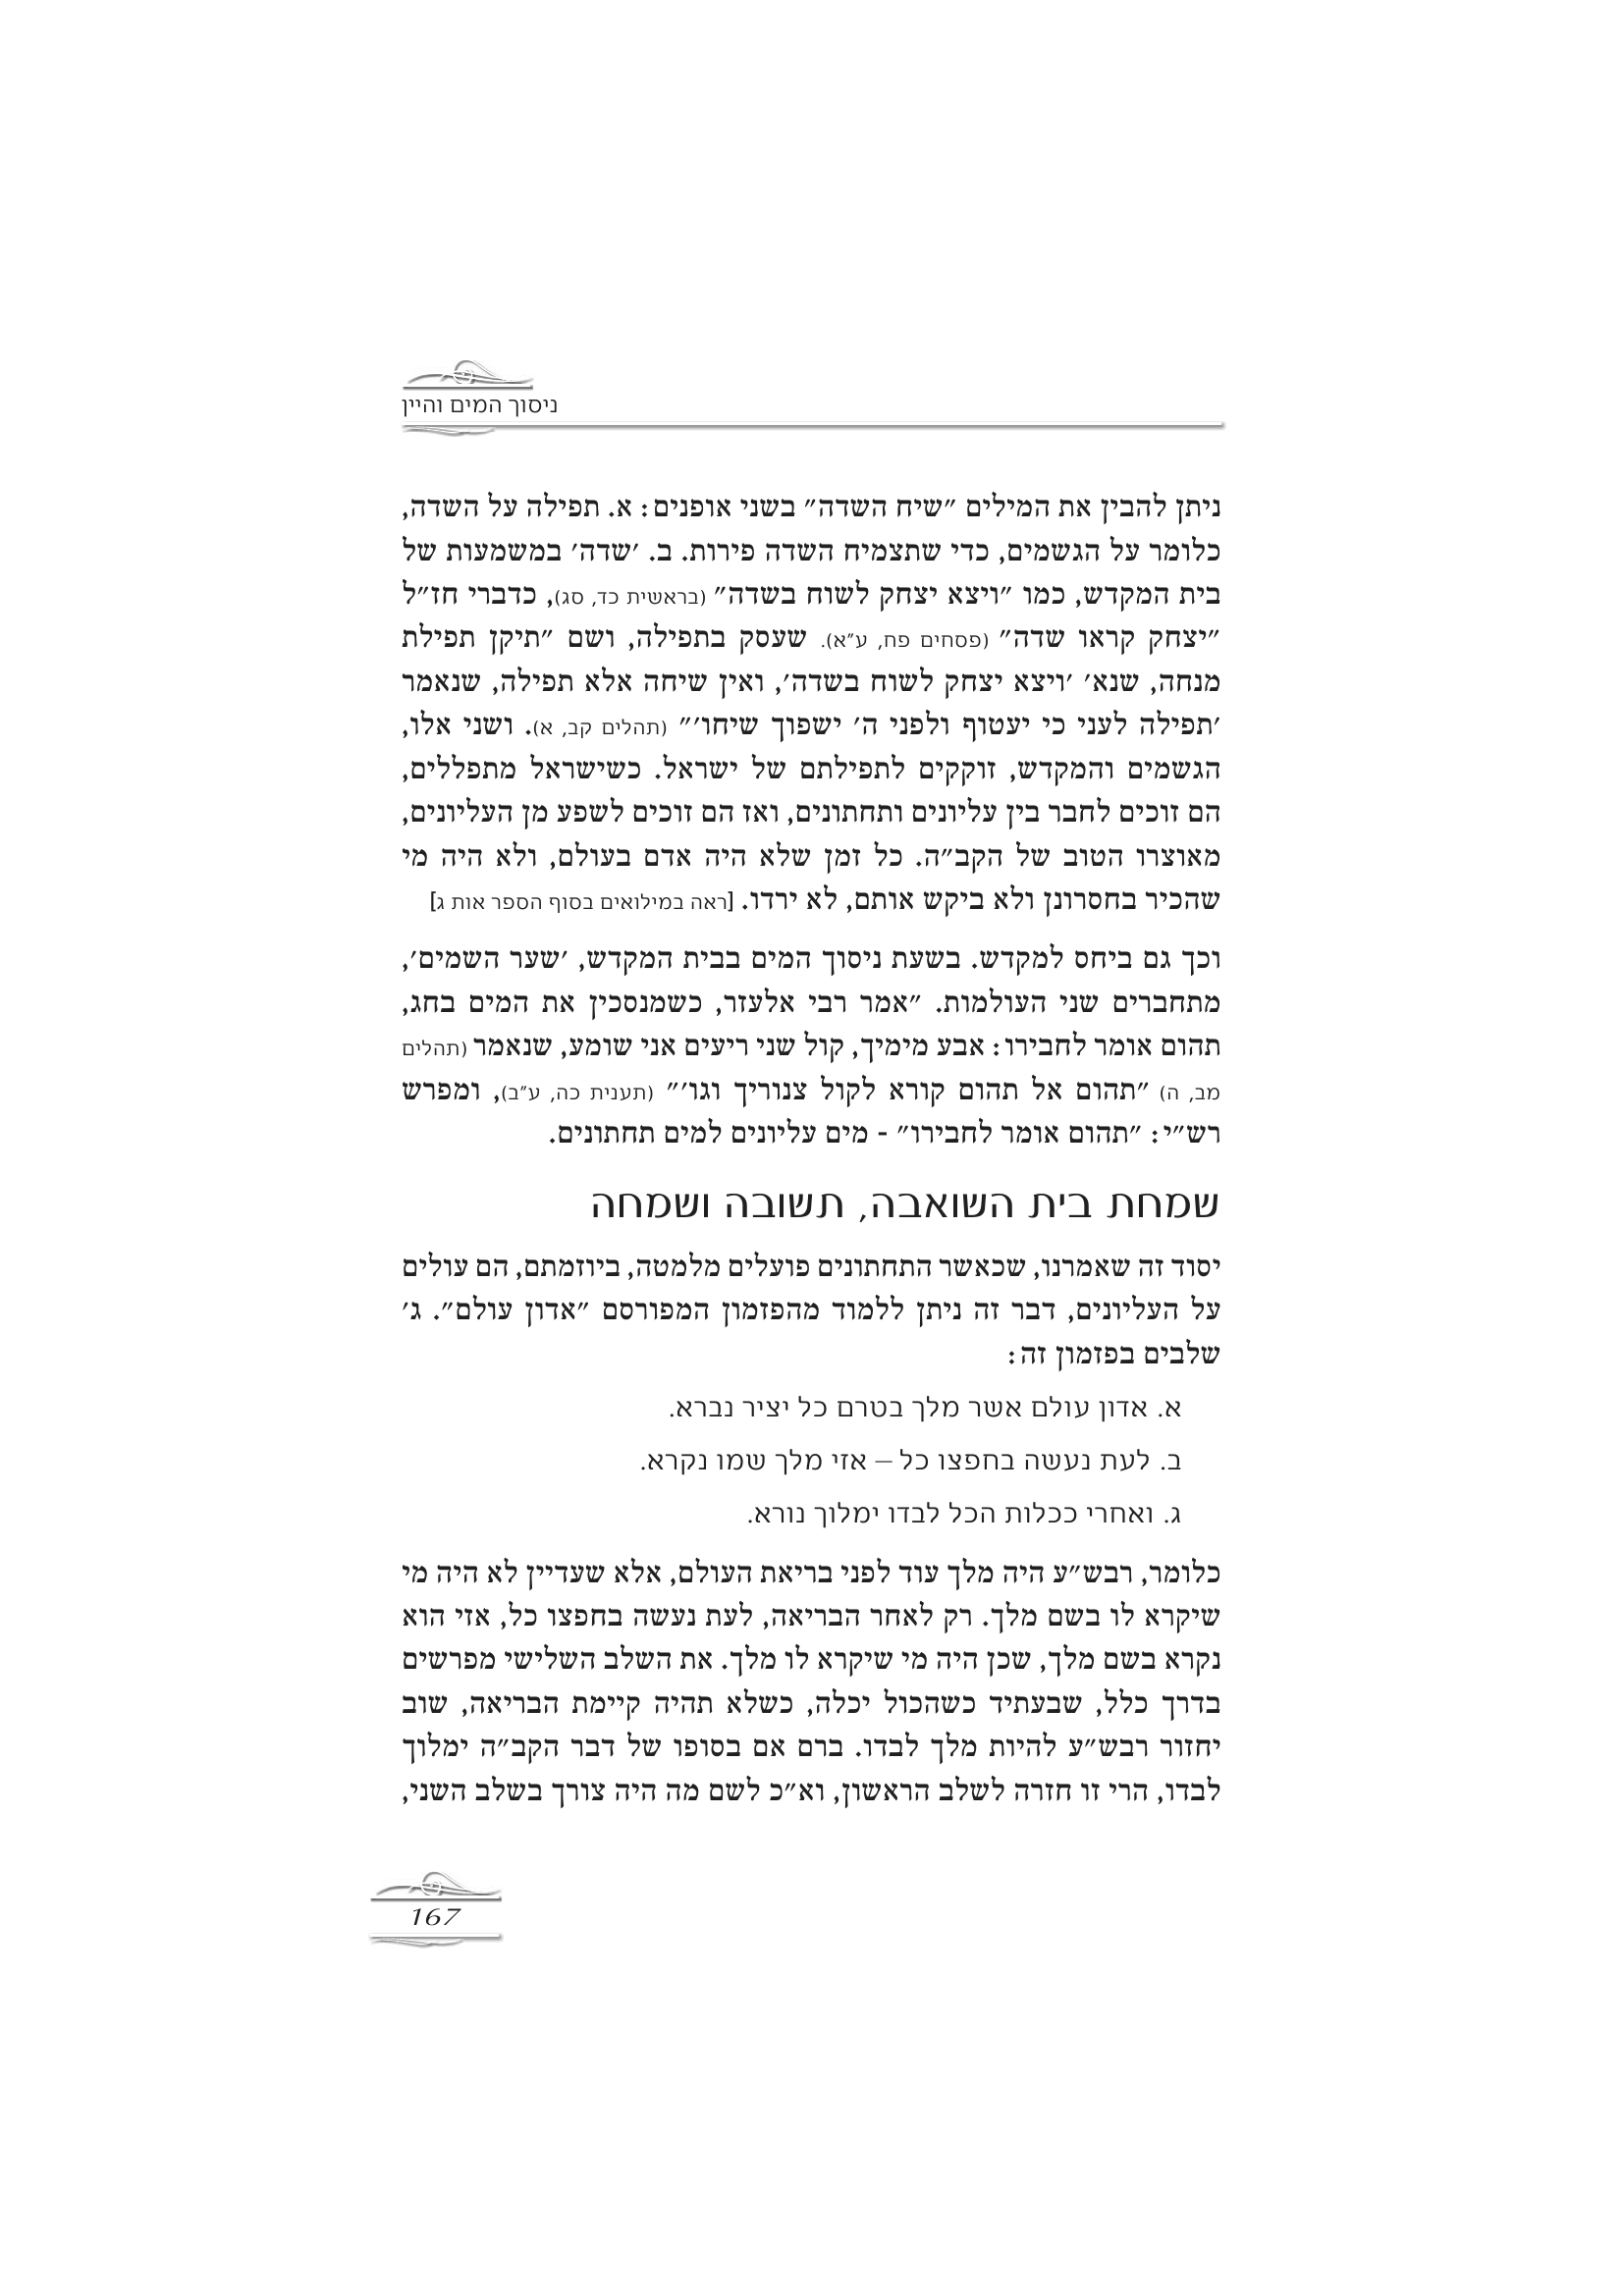 ניסוך המים והיין
ניתן להבין את המילים ״שיח השדה״ בשני אופנים: א. תפילה על השדה,
כלומר על הגשמים, כדי שתצמיח השדה פירות. ב. ׳שדה׳ במשמעות של
בית המקדש, כמו ״ויצא יצחק לשוח בשדה״ (בראשית כד, סג), כדברי חז״ל
״יצחק קראו שדה״ (פסחים פח, ע״א). שעסק בתפילה, ושם ״תיקן תפילת
מנחה, שנא׳ ׳ויצא יצחק לשוח בשדה׳, ואין שיחה אלא תפילה, שנאמר
׳תפילה לעני כי יעטוף ולפני ה׳ ישפוך שיחו׳״ (תהלים קב, א). ושני אלו,
הגשמים והמקדש, זוקקים לתפילתם של ישראל. כשישראל מתפללים,
הם זוכים לחבר בין עליונים ותחתונים, ואז הם זוכים לשפע מן העליונים,
מאוצרו הטוב של הקב״ה. כל זמן שלא היה אדם בעולם, ולא היה מי
שהכיר בחסרונן ולא ביקש אותם, לא ירדו. [ראה במילואים בסוף הספר אות ג]
וכך גם ביחס למקדש. בשעת ניסוך המים בבית המקדש, ׳שער השמים׳,
מתחברים שני העולמות. ״אמר רבי אלעזר, כשמנסכין את המים בחג,
תהום אומר לחבירו: אבע מימיך, קול שני ריעים אני שומע, שנאמר (תהלים
מב, ה) ״תהום אל תהום קורא לקול צנוריך וגו׳״ (תענית כה, ע״ב), ומפרש
רש״י: ״תהום אומר לחבירו״ - מים עליונים למים תחתונים.
שמחת בית השואבה, תשובה ושמחה
יסוד זה שאמרנו, שכאשר התחתונים פועלים מלמטה, ביוזמתם, הם עולים
על העליונים, דבר זה ניתן ללמוד מהפזמון המפורסם ״אדון עולם״. ג׳
שלבים בפזמון זה:
א. אדון עולם אשר מלך בטרם כל יציר נברא.
ב. לעת נעשה בחפצו כל – אזי מלך שמו נקרא.
ג. ואחרי ככלות הכל לבדו ימלוך נורא.
כלומר, רבש״ע היה מלך עוד לפני בריאת העולם, אלא שעדיין לא היה מי
שיקרא לו בשם מלך. רק לאחר הבריאה, לעת נעשה בחפצו כל, אזי הוא
נקרא בשם מלך, שכן היה מי שיקרא לו מלך. את השלב השלישי מפרשים
בדרך כלל, שבעתיד כשהכול יכלה, כשלא תהיה קיימת הבריאה, שוב
יחזור רבש״ע להיות מלך לבדו. ברם אם בסופו של דבר הקב״ה ימלוך
לבדו, הרי זו חזרה לשלב הראשון, וא״כ לשם מה היה צורך בשלב השני,
167